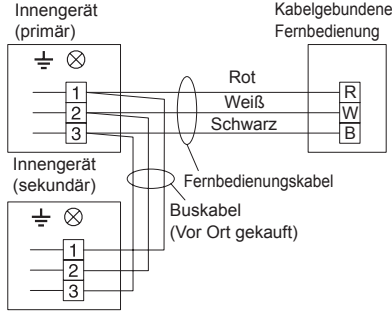 Innengerät
(primär)
Kabelgebundene
Fernbedienung
1
2
3
Rot
Weiß
Schwarz
R
W
B
Innengerät
(sekundär)
Fernbedienungskabel
Buskabel
(Vor Ort gekauft)
1
2
3